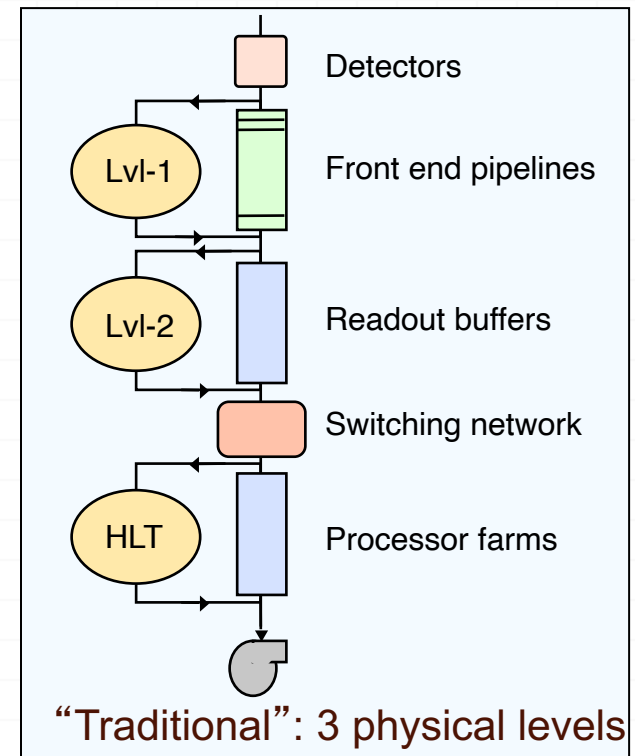 Detectors
Lvl-1
Front end pipelines
Lvl-2
Readout buffers
Switching network
HLT
Processor farms
“Traditional”: 3 physical levels